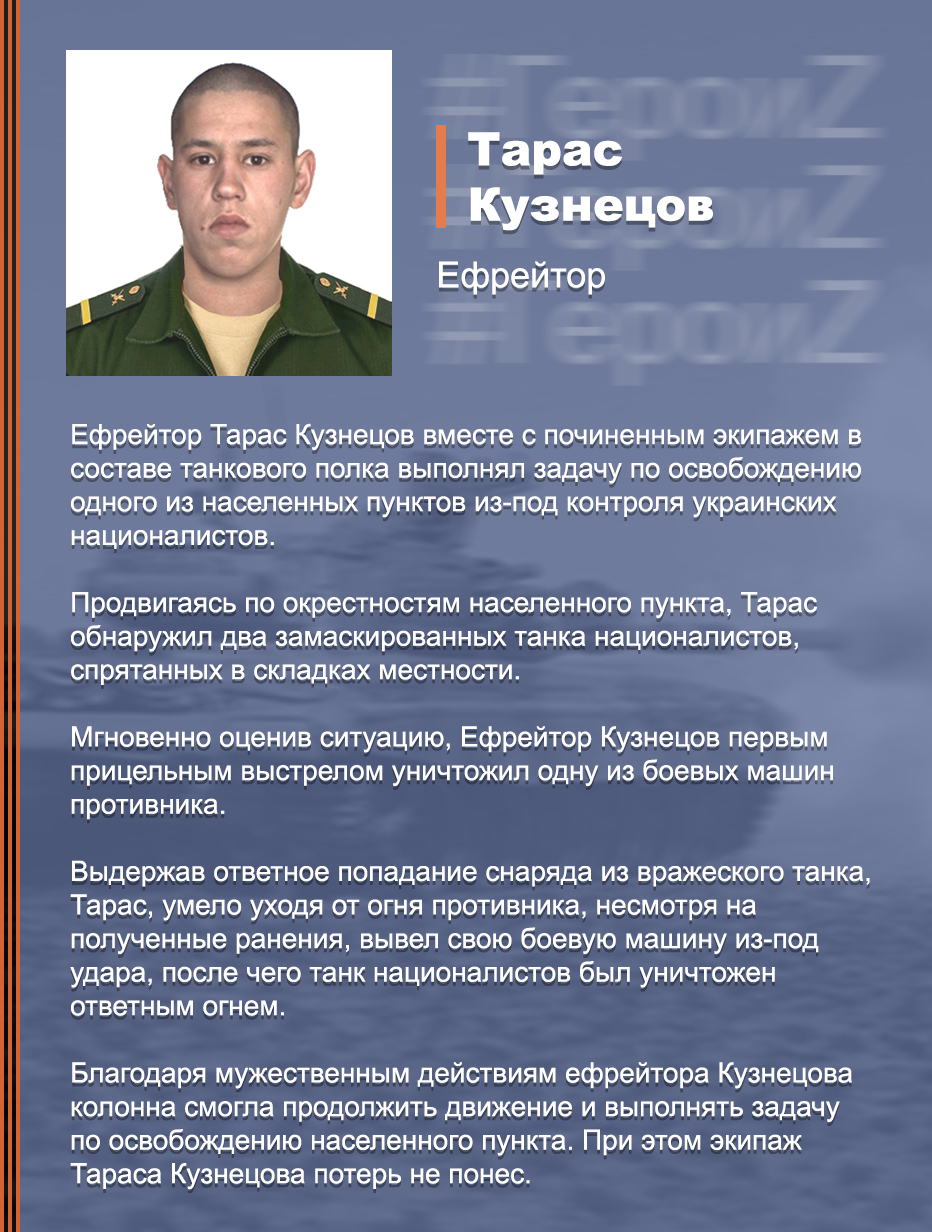 #ГероиZ
Тарас
Кузнецов
#ГероиZ
Ефрейтор
#ГероиZ
Ефрейтор Тарас Кузнецов вместе с починенным экипажем в
составе танкового полка выполнял задачу по освобождению
одного из населенных пунктов из-под контроля украинских
националистов.
Продвигаясь по окрестностям населенного пункта, Тарас
обнаружил два замаскированных танка националистов,
спрятанных в складках местности.
Мгновенно оценив ситуацию, Ефрейтор Кузнецов первым
прицельным выстрелом уничтожил одну из боевых машин
противника.
Выдержав ответное попадание снаряда из вражеского танка,
Тарас, умело уходя от огня противника, несмотря на
полученные ранения, вывел свою боевую машину из-под
удара, после чего танк националистов был уничтожен
ответным огнем.
Благодаря мужественным действиям ефрейтора Кузнецова
колонна смогла продолжить движение и выполнять задачу
по освобождению населенного пункта. При этом экипаж
Тараса Кузнецова потерь не понес.